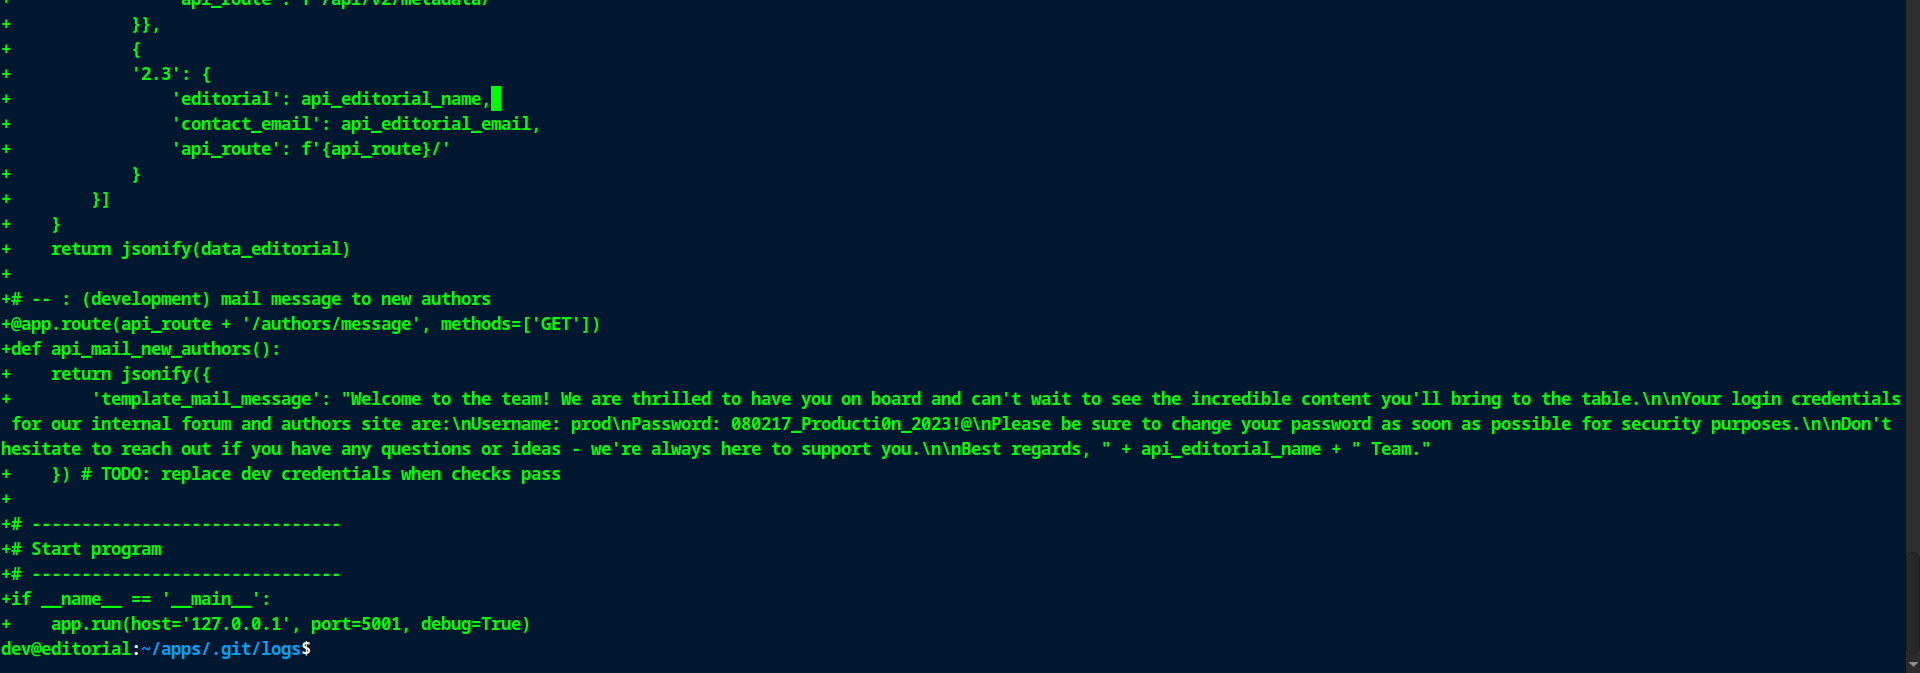 +                 'api_route': f'/api/v2/metadata/'
+            }},
+            {
+            '2.3': {
+                'editorial': api_editorial_name,
+                'contact_email': api_editorial_email,
+                'api_route': f'{api_route}/'
+            }
+        }]
+    }
+    return jsonify(data_editorial)
+
+# -- : (development) mail message to new authors
+@app.route(api_route + '/authors/message', methods=['GET'])
+def api_mail_new_authors():
+    return jsonify({
+        'template_mail_message': "Welcome to the team! We are thrilled to have you on board and can't wait to see the incredible content you'll bring to the table.\n\nYour login credentials
 for our internal forum and authors site are:\nUsername: prod\nPassword: 080217_Producti0n_2023!@\nPlease be sure to change your password as soon as possible for security purposes.\n\nDon't
hesitate to reach out if you have any questions or ideas - we're always here to support you.\n\nBest regards, " + api_editorial_name + " Team."
+    }) # TODO: replace dev credentials when checks pass
+
+# -------------------------------
+# Start program
+# -------------------------------
+if __name__ == '__main__':
+    app.run(host='127.0.0.1', port=5001, debug=True)
dev@editorial:~/apps/.git/logs$